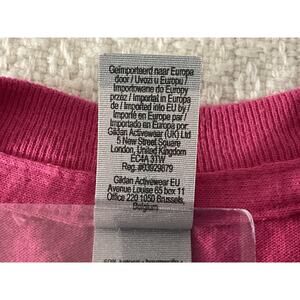 Geïmporteerd naar Europa
door / Uvozi u Europu /
Importowane do Europy
przez / Importat în Europa
de / Imported into EU by
Importé en Europe par /
Importado en Europa por:
Gildan Activewear (UK) Ltd
5 New Street Square
London, United Kingdom
EC4A 3TW
Reg. #03929879
Gildan Activewear EU
Avenue Louise 65 box 11
Office 220 1050 Brussels,
Belgium